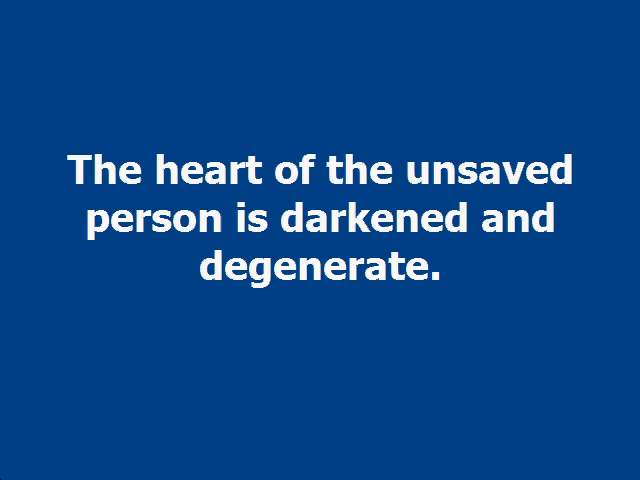 The heart of the unsaved
person is darkened and
degenerate.